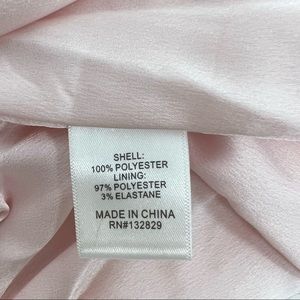 SHELL:
100% POLYESTER
LINING:
97% POLYESTER
3% ELASTANE
MADE IN CHINA
RN#132829